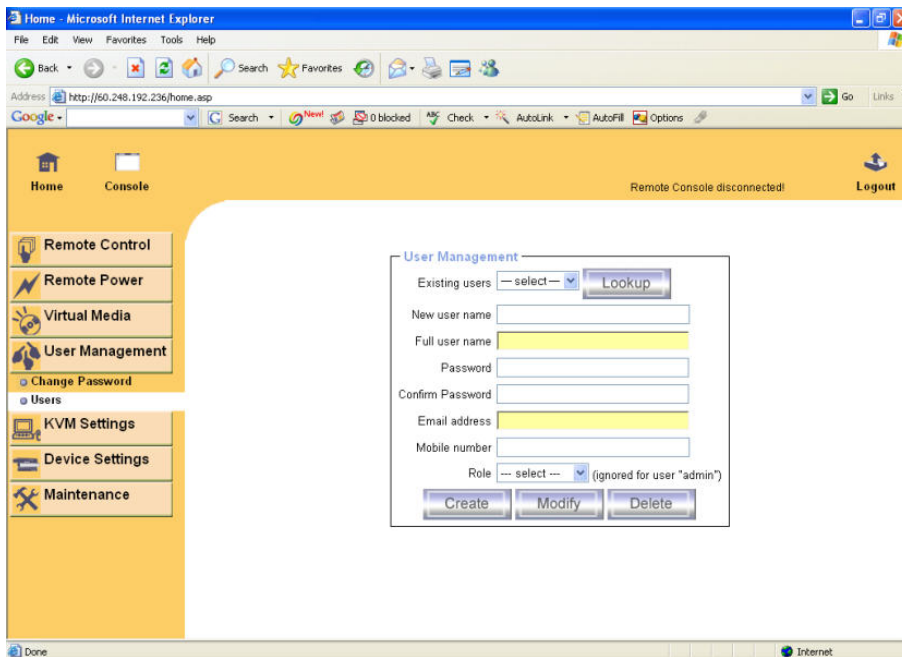 Home - Microsoft Internet Explorer
File Edit View Favorites Tools Help
Back Search Favorites
Address http://60.248.192.236/home.asp Go Links
Google Search New! 0 blocked ABC Check AutoLink AutoFill Options
Home Console Remote Console disconnected! Logout
Remote Control
Remote Power
Virtual Media
User Management
Change Password
Users
KVM Settings
Device Settings
Maintenance
User Management
Existing users — select — Lookup
New user name
Full user name
Password
Confirm Password
Email address
Mobile number
Role --- select --- (ignored for user "admin")
Create Modify Delete
Done Internet